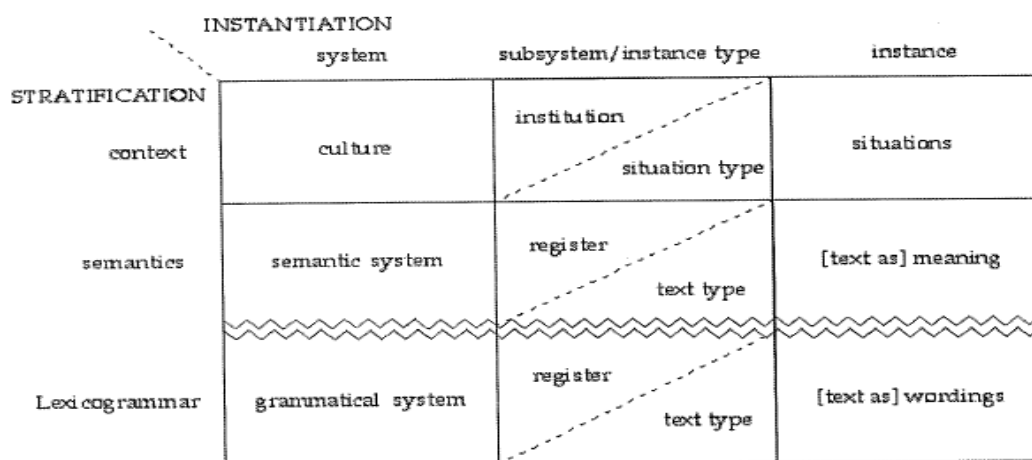 INSTANTIATION
system subsystem/instance type instance
STRATIFICATION
context culture institution situation type situations
semantics semantic system register text type [text as] meaning
Lexicogrammar grammatical system register text type [text as] wordings